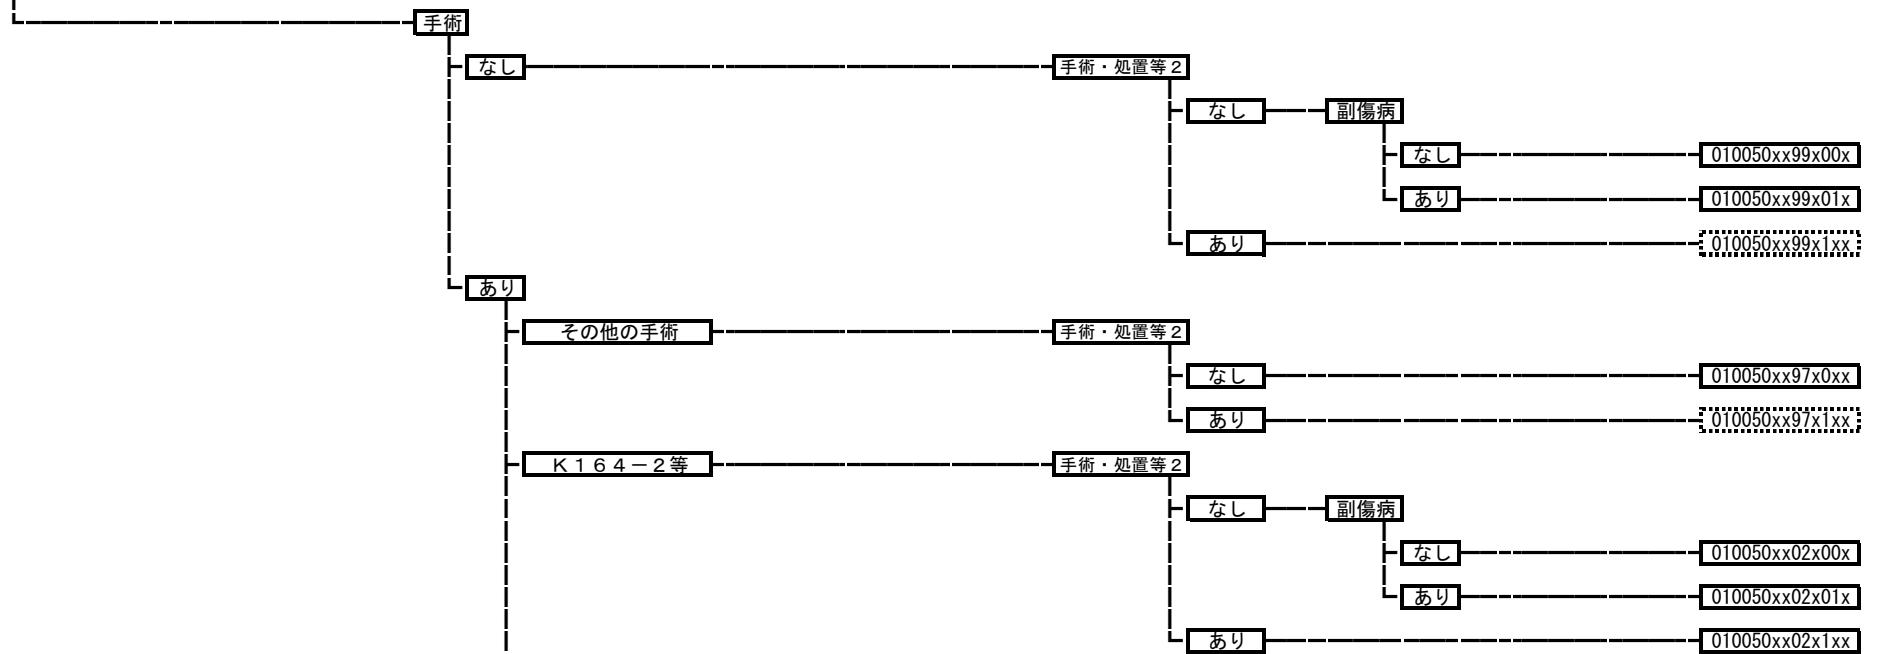 手術
なし 手術・処置等２
なし 副傷病
なし 010050xx99x00x
あり 010050xx99x01x
あり 010050xx99x1xx
あり
その他の手術 手術・処置等２
なし 010050xx97x0xx
あり 010050xx97x1xx
Ｋ１６４－２等 手術・処置等２
なし 副傷病
なし 010050xx02x00x
あり 010050xx02x01x
あり 010050xx02x1xx